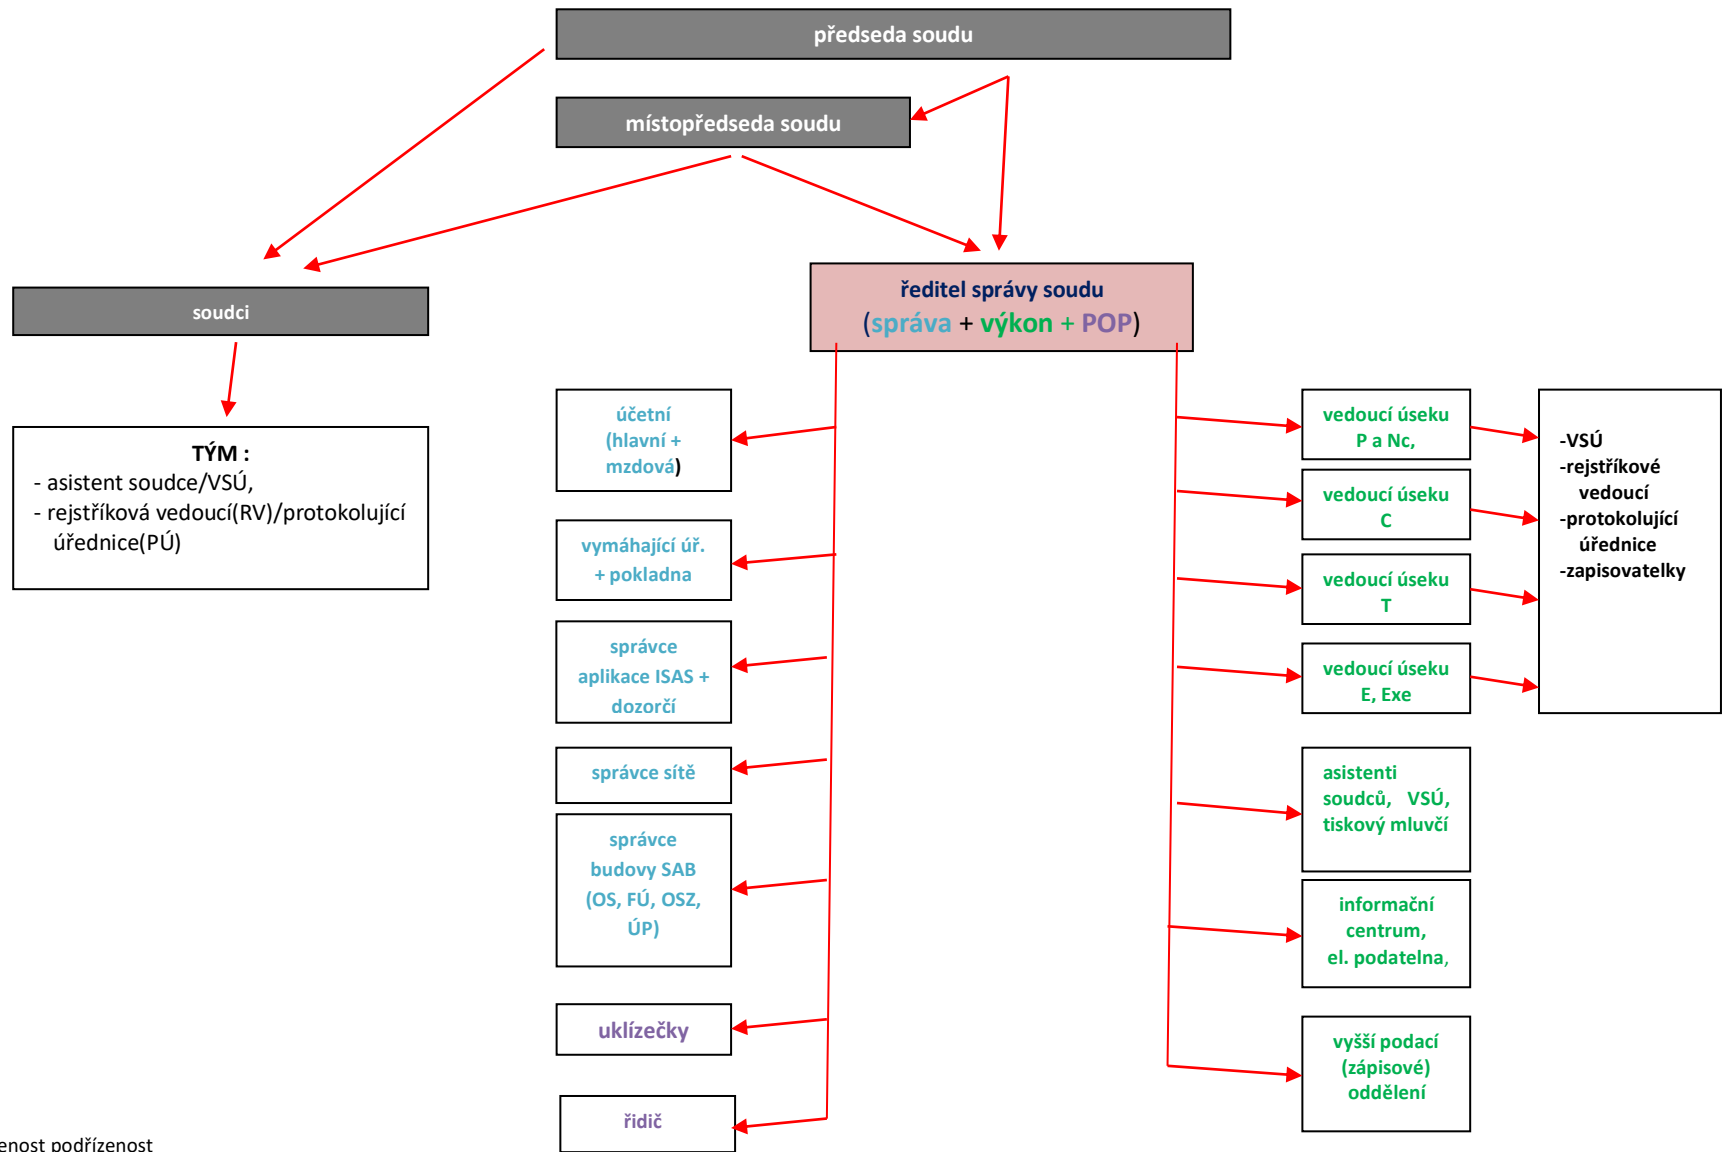 předseda soudu
místopředseda soudu
soudci
ředitel správy soudu
(správa + výkon + POP)
TÝM :
- asistent soudce/VSÚ,
- rejstříková vedoucí(RV)/protokolující
úřednice(PÚ)
účetní
(hlavní +
mzdová)
vymáhající úř.
+ pokladna
správce
aplikace ISAS +
dozorčí
správce sítě
správce
budovy SAB
(OS, FÚ, OSZ,
ÚP)
uklízečky
řidič
vedoucí úseku
P a Nc,
vedoucí úseku
C
vedoucí úseku
T
vedoucí úseku
E, Exe
asistenti
soudců, VSÚ,
tiskový mluvčí
informační
centrum,
el. podatelna,
vyšší podací
(zápisové)
oddělení
-VSÚ
-rejstříkové
vedoucí
-protokolující
úřednice
-zapisovatelky
podřízenost